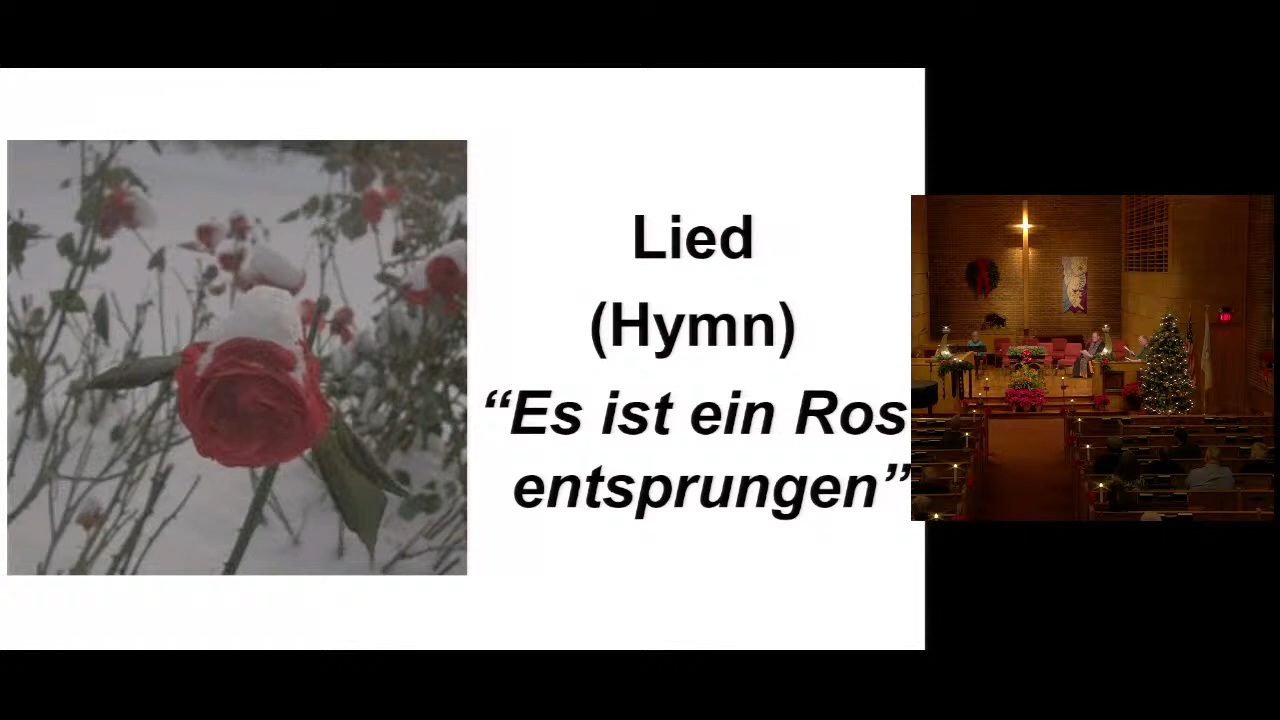 Lied
(Hymn)
“Es ist ein Ros
entsprungen”